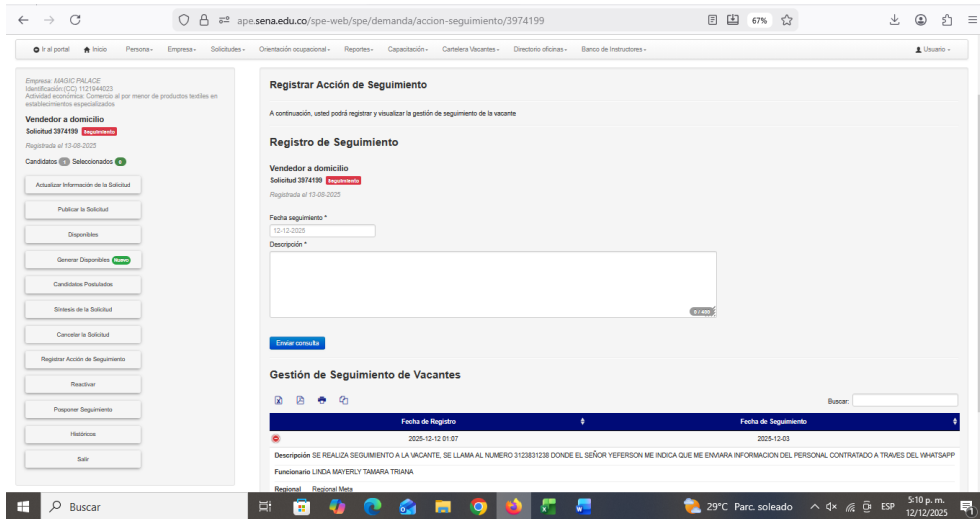 ape.sena.edu.co/spe-web/spe/demanda/accion-seguimiento/3974199
67%
Ir al portal Inicio Persona Empresa Solicitudes Orientación ocupacional Reportes Capacitación Cartelera Vacantes Directorio oficinas Banco de Instructores Usuario
Empresa: MAGIC PALACE
Identificación:(CC) 1121944023
Actividad económica: Comercio al por menor de productos textiles en
establecimientos especializados
Vendedor a domicilio
Solicitud 3974199 Seguimiento
Registrada el 13-08-2025
Candidatos 1 Seleccionados 0
Actualizar Información de la Solicitud
Publicar la Solicitud
Disponibles
Generar Disponibles Nuevo
Candidatos Postulados
Síntesis de la Solicitud
Cancelar la Solicitud
Registrar Acción de Seguimiento
Reactivar
Posponer Seguimiento
Históricos
Salir
Registrar Acción de Seguimiento
A continuación, usted podrá registrar y visualizar la gestión de seguimiento de la vacante
Registro de Seguimiento
Vendedor a domicilio
Solicitud 3974199 Seguimiento
Registrada el 13-08-2025
Fecha seguimiento *
12-12-2025
Descripción *
0 / 400
Enviar consulta
Gestión de Seguimiento de Vacantes
Buscar:
Fecha de Registro Fecha de Seguimiento
2025-12-12 01:07 2025-12-03
Descripción SE REALIZA SEGUIMIENTO A LA VACANTE, SE LLAMA AL NUMERO 3123831238 DONDE EL SEÑOR YEFERSON ME INDICA QUE ME ENVIARA INFORMACION DEL PERSONAL CONTRATADO A TRAVES DEL WHATSAPP
Funcionario LINDA MAYERLY TAMARA TRIANA
Regional Regional Meta
Buscar
29°C Parc. soleado
ESP
5:10 p. m.
12/12/2025